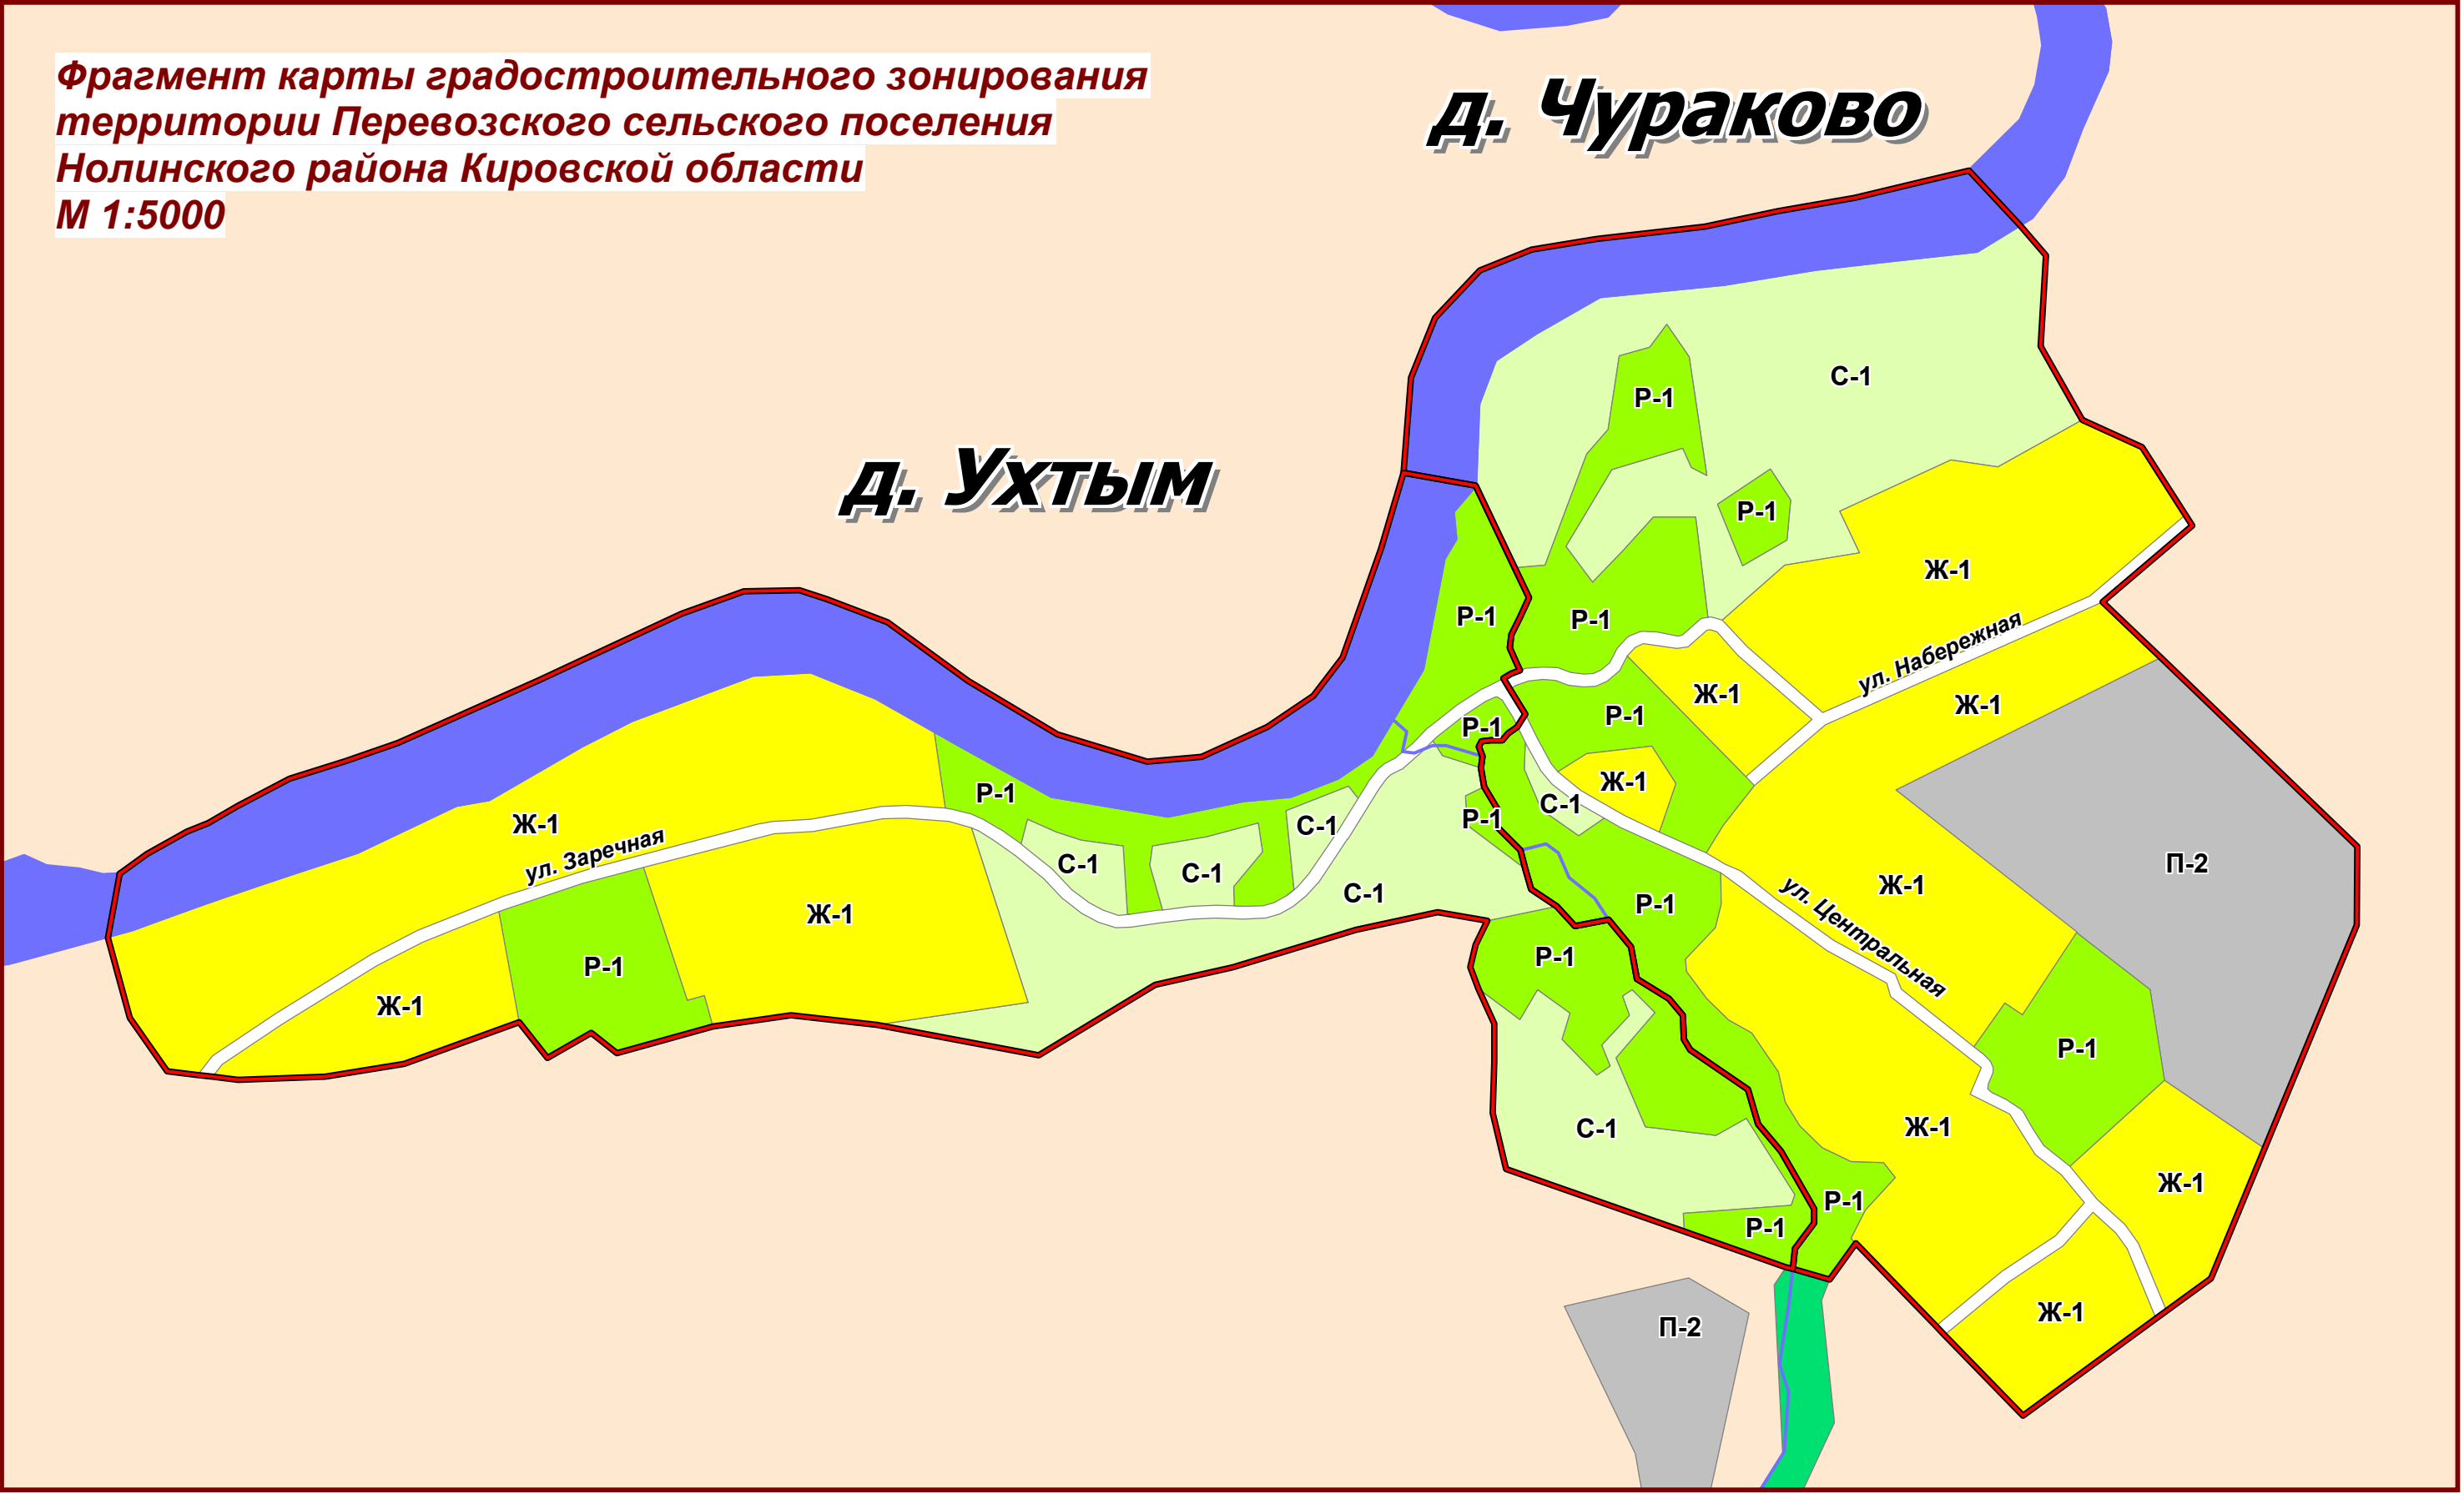 Фрагмент карты градостроительного зонирования
территории Перевозского сельского поселения
Нолинского района Кировской области
М 1:5000
д. Чураково
С-1
Р-1
д. Ухтым
Р-1
Ж-1
Р-1
Р-1
ул. Набережная
Ж-1
Ж-1
Р-1
Р-1
Ж-1
Р-1
С-1
Р-1
Ж-1
С-1
ул. Заречная
С-1
С-1
П-2
Ж-1
С-1
Р-1
Ж-1
ул. Центральная
Р-1
Р-1
Ж-1
Р-1
С-1
Ж-1
Ж-1
Р-1
Р-1
Ж-1
П-2